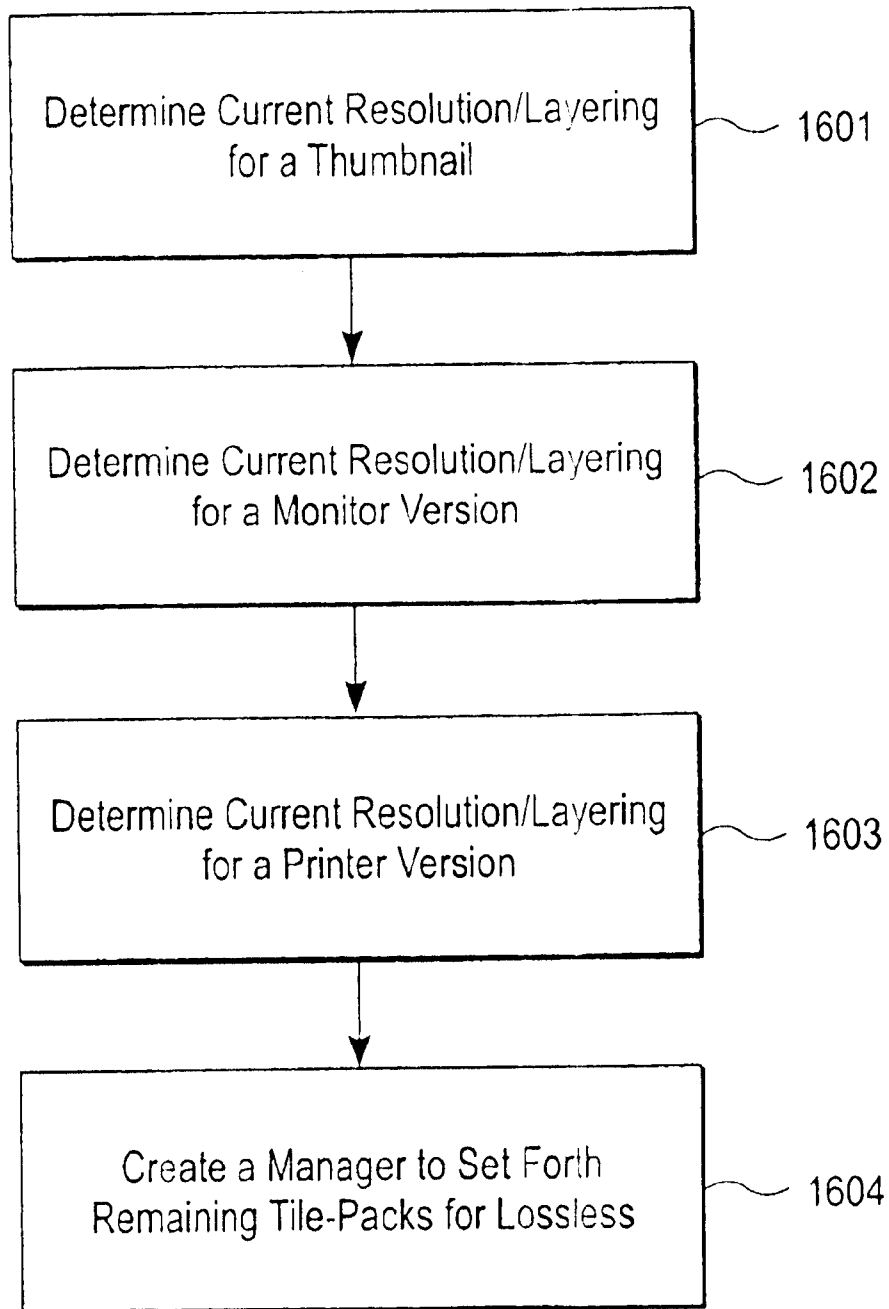 Determine Current Resolution/Layering
for a Thumbnail
1601
Determine Current Resolution/Layering
for a Monitor Version
1602
Determine Current Resolution/Layering
for a Printer Version
1603
Create a Manager to Set Forth
Remaining Tile-Packs for Lossless
1604